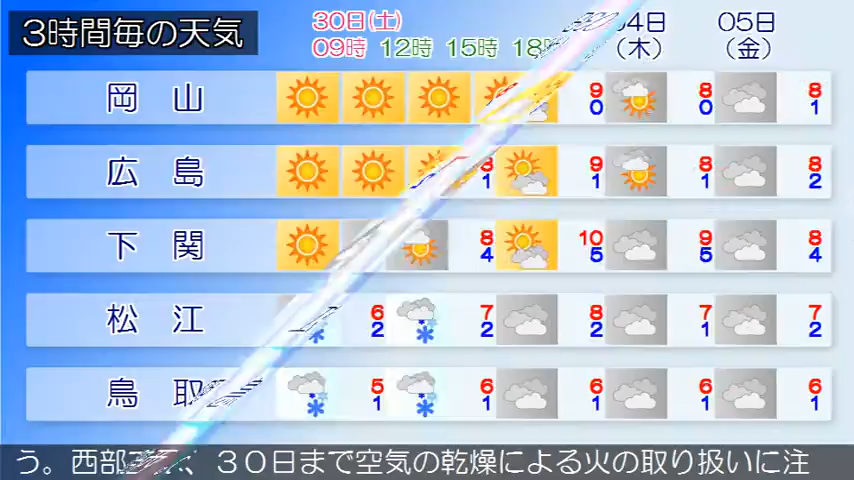 3時間毎の天気
30日(土)
09時 12時 15時 18時
04日 05日
(木) (金)
岡山 9 0 8 0 8 1
広島 8 1 9 1 8 1 8 2
下関 8 4 10 5 9 5 8 4
松江 6 2 7 2 8 2 7 1 7 2
鳥取 5 1 6 1 6 1 6 1 6 1
う。西部では、30日まで空気の乾燥による火の取り扱いに注